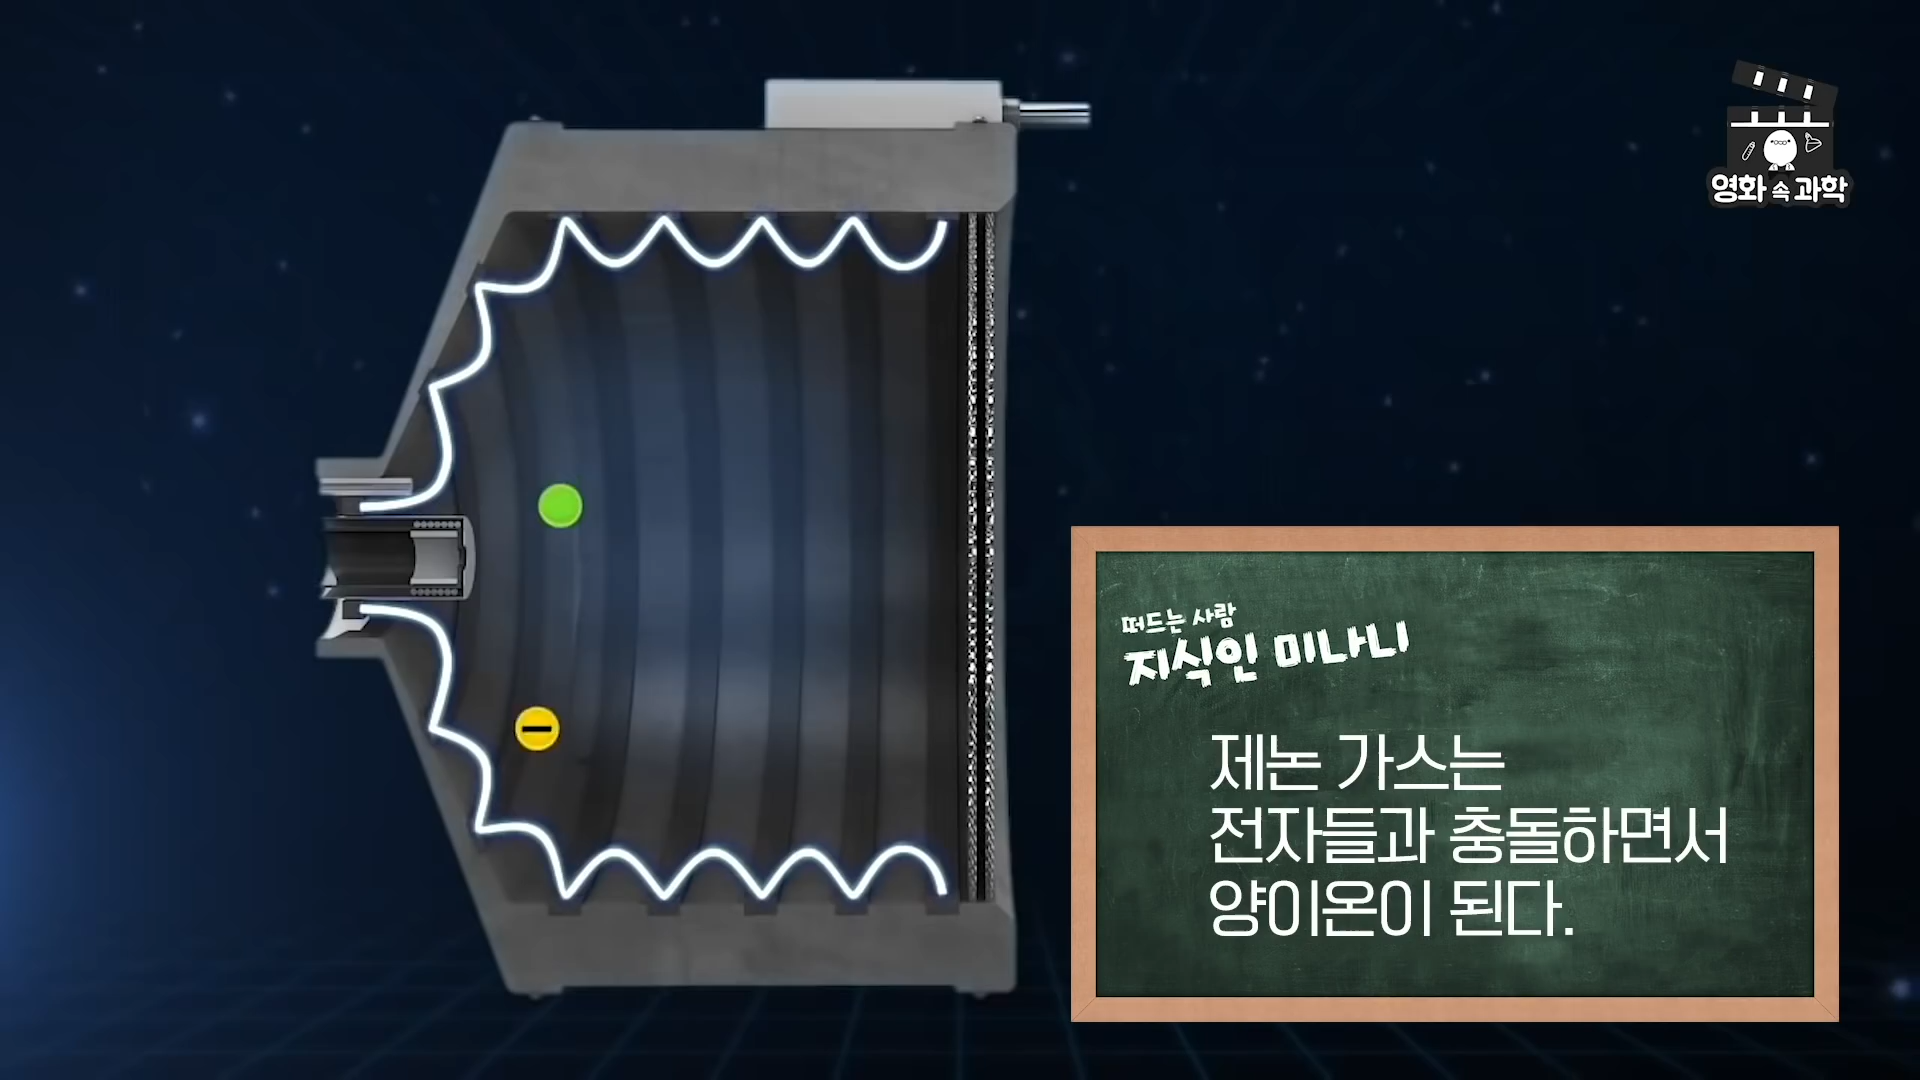 영화 속 과학
떠드는 사람
지식인 미나니
제논 가스는
전자들과 충돌하면서
양이온이 된다.